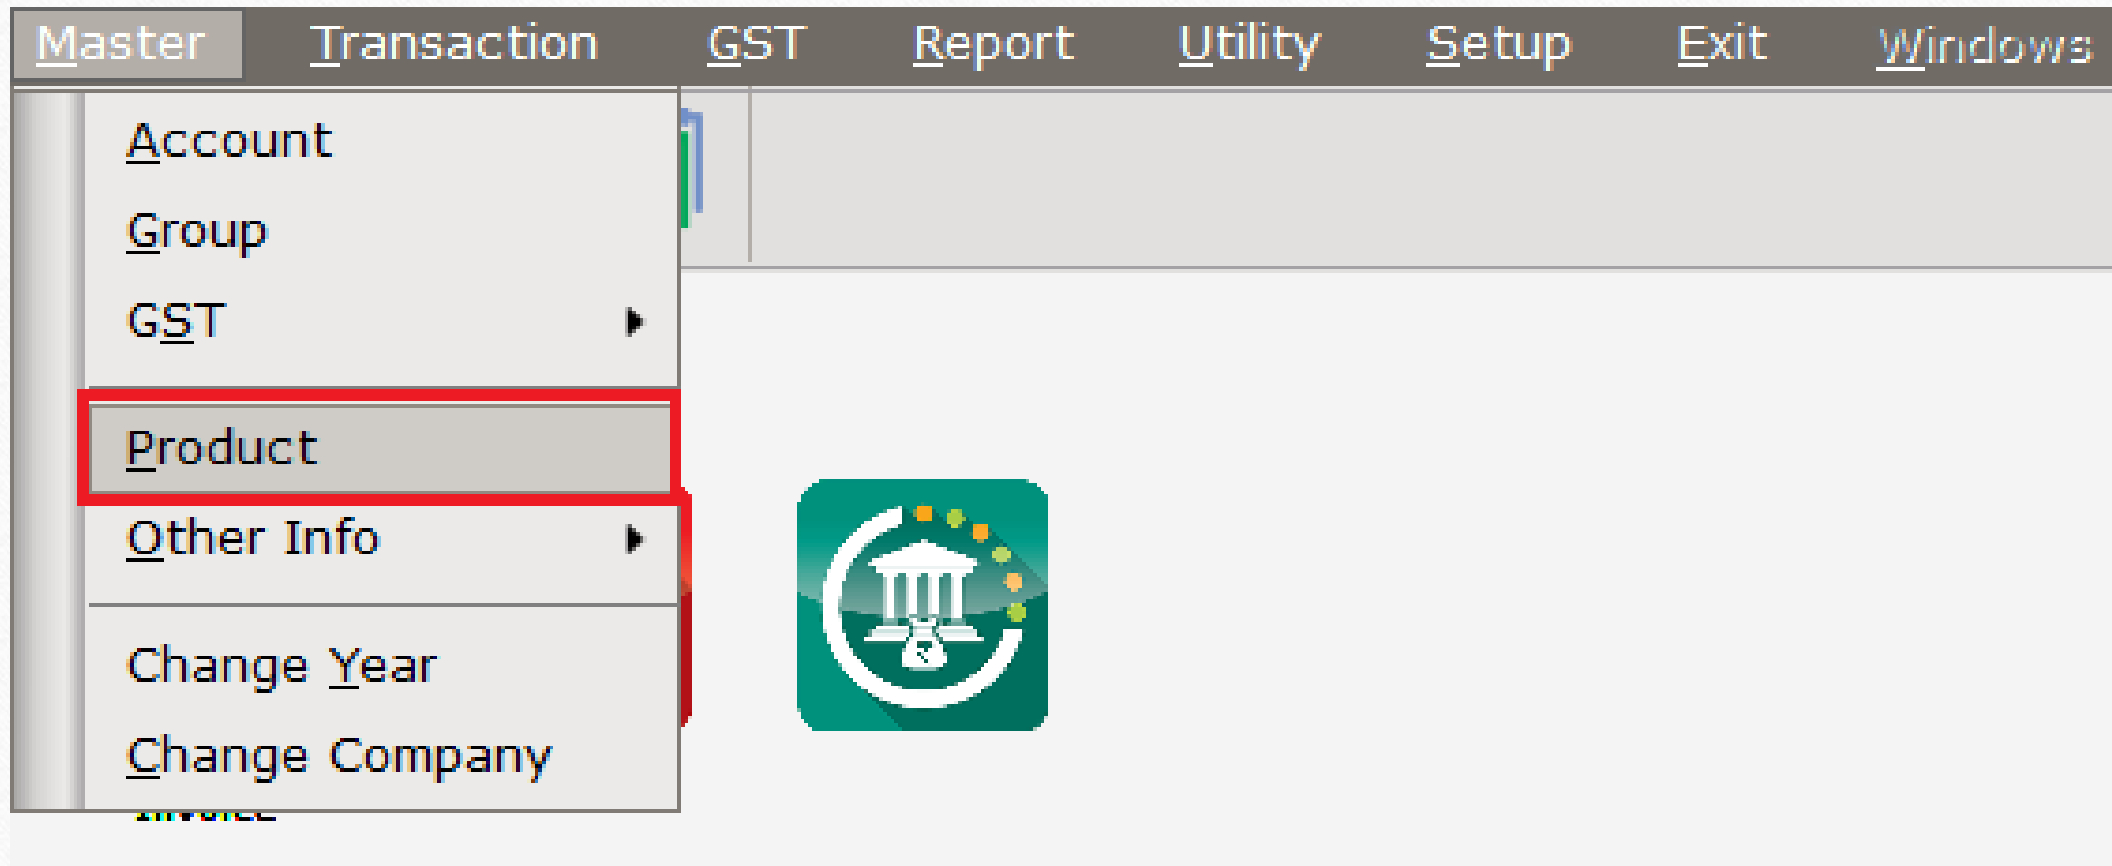 Master Transaction GST Report Utility Setup Exit Windows
Account
Group
GST
Product
Other Info
Change Year
Change Company